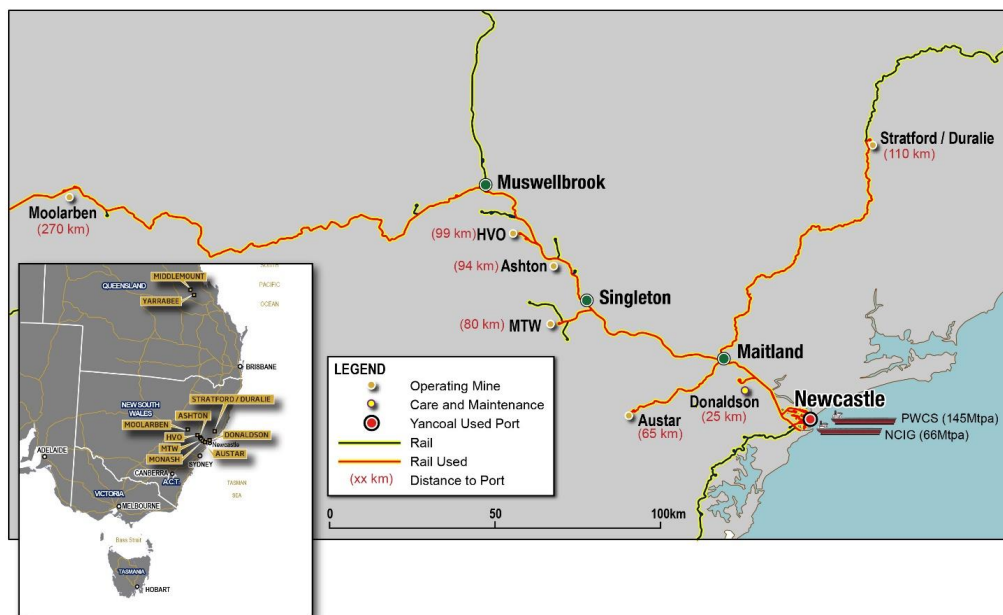 Stratford / Duralie
(110 km)
Muswellbrook
Moolarben
(270 km)
(99 km) HVO
(94 km) Ashton
Singleton
(80 km) MTW
Maitland
Donaldson
(25 km)
Newcastle
PWCS (145Mtpa)
NCIG (66Mtpa)
Austar
(65 km)
LEGEND
Operating Mine
Care and Maintenance
Yancoal Used Port
Rail
Rail Used
(xx km) Distance to Port
0 50 100km
SOUTH
PACIFIC
OCEAN
MIDDLEMOUNT
QUEENSLAND
YARRABEE
BRISBANE
STRATFORD / DURALIE
NEW SOUTH
WALES
ASHTON
MOOLARBEN
HVO
DONALDSON
Newcastle
MTW
AUSTAR
MONASH
SYDNEY
ADELAIDE
CANBERRA
A.C.T.
TASMAN
SEA
VICTORIA
MELBOURNE
Bass Strait
TASMANIA
HOBART